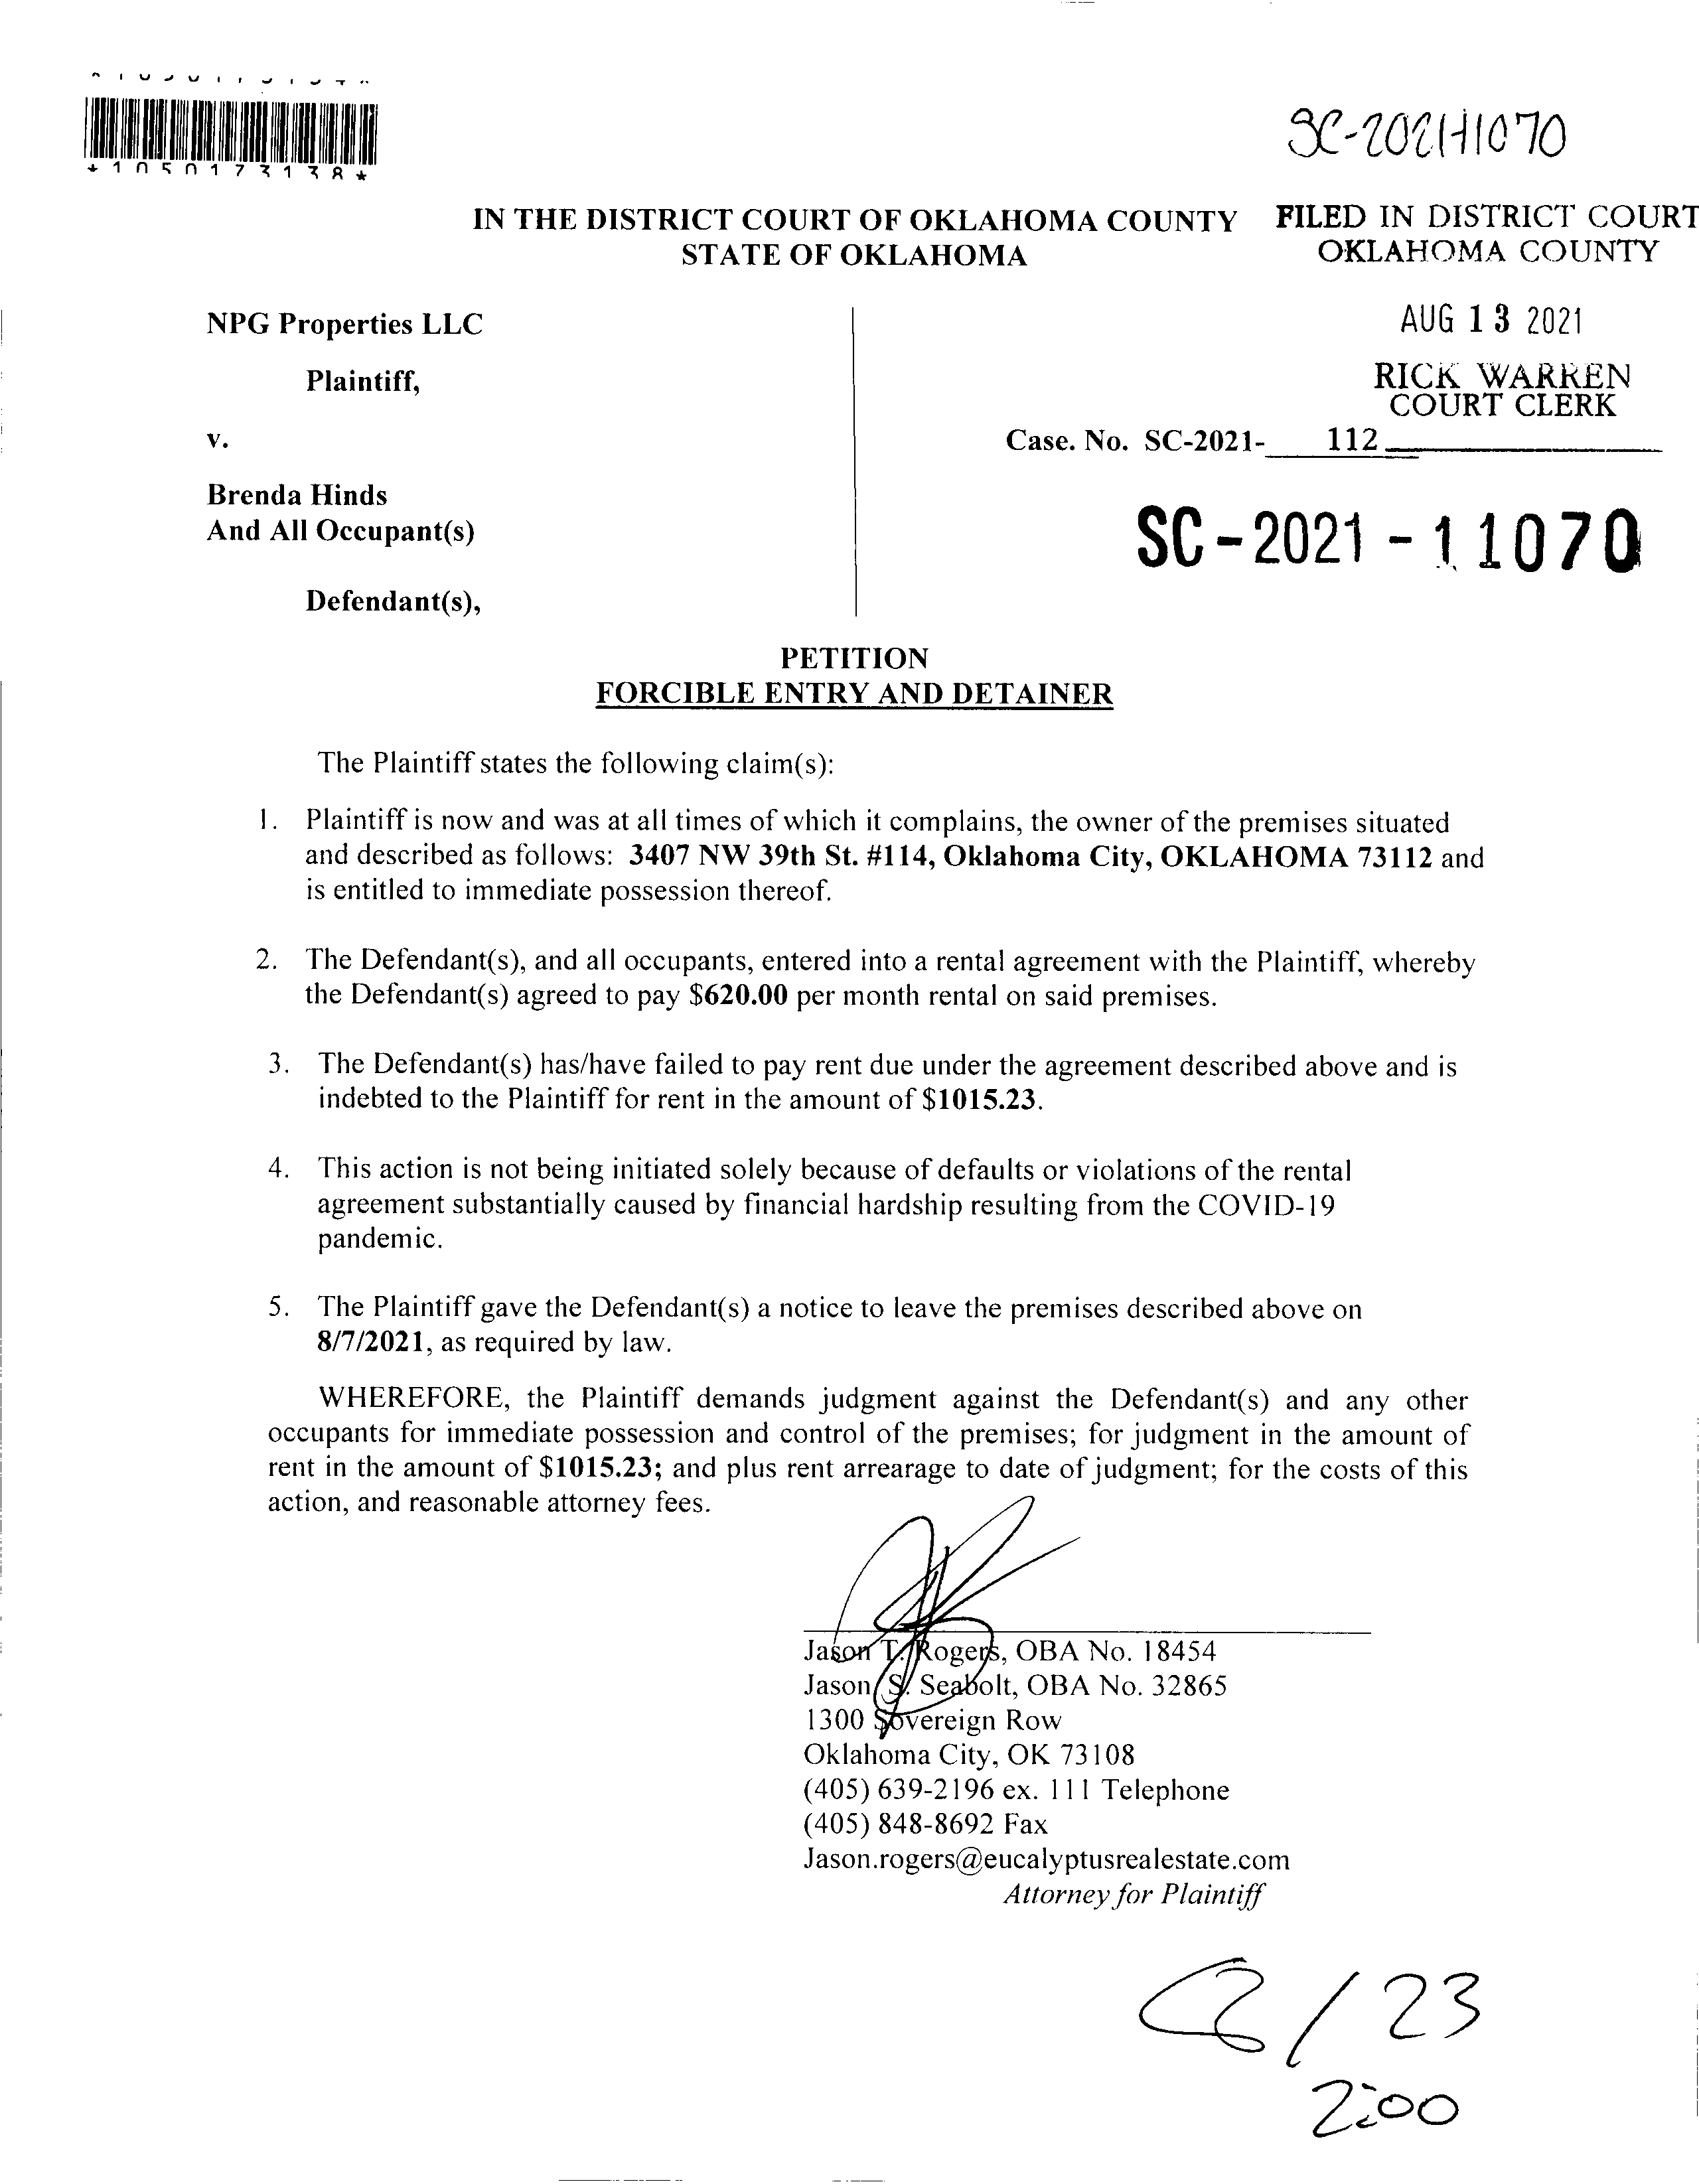 *1050173138*
SC-2021-11070
IN THE DISTRICT COURT OF OKLAHOMA COUNTY
STATE OF OKLAHOMA
FILED IN DISTRICT COURT
OKLAHOMA COUNTY
AUG 13 2021
RICK WARREN
COURT CLERK
NPG Properties LLC
Plaintiff,
v.
Case. No. SC-2021- 112
Brenda Hinds
And All Occupant(s)
SC-2021-11070
Defendant(s),
PETITION
FORCIBLE ENTRY AND DETAINER
The Plaintiff states the following claim(s):
1. Plaintiff is now and was at all times of which it complains, the owner of the premises situated
and described as follows: 3407 NW 39th St. #114, Oklahoma City, OKLAHOMA 73112 and
is entitled to immediate possession thereof.
2. The Defendant(s), and all occupants, entered into a rental agreement with the Plaintiff, whereby
the Defendant(s) agreed to pay $620.00 per month rental on said premises.
3. The Defendant(s) has/have failed to pay rent due under the agreement described above and is
indebted to the Plaintiff for rent in the amount of $1015.23.
4. This action is not being initiated solely because of defaults or violations of the rental
agreement substantially caused by financial hardship resulting from the COVID-19
pandemic.
5. The Plaintiff gave the Defendant(s) a notice to leave the premises described above on
8/7/2021, as required by law.
WHEREFORE, the Plaintiff demands judgment against the Defendant(s) and any other
occupants for immediate possession and control of the premises; for judgment in the amount of
rent in the amount of $1015.23; and plus rent arrearage to date of judgment; for the costs of this
action, and reasonable attorney fees.
Jason T. Rogers, OBA No. 18454
Jason S. Seabolt, OBA No. 32865
1300 Sovereign Row
Oklahoma City, OK 73108
(405) 639-2196 ex. 111 Telephone
(405) 848-8692 Fax
Jason.rogers@eucalyptusrealestate.com
Attorney for Plaintiff
8/23
2:00